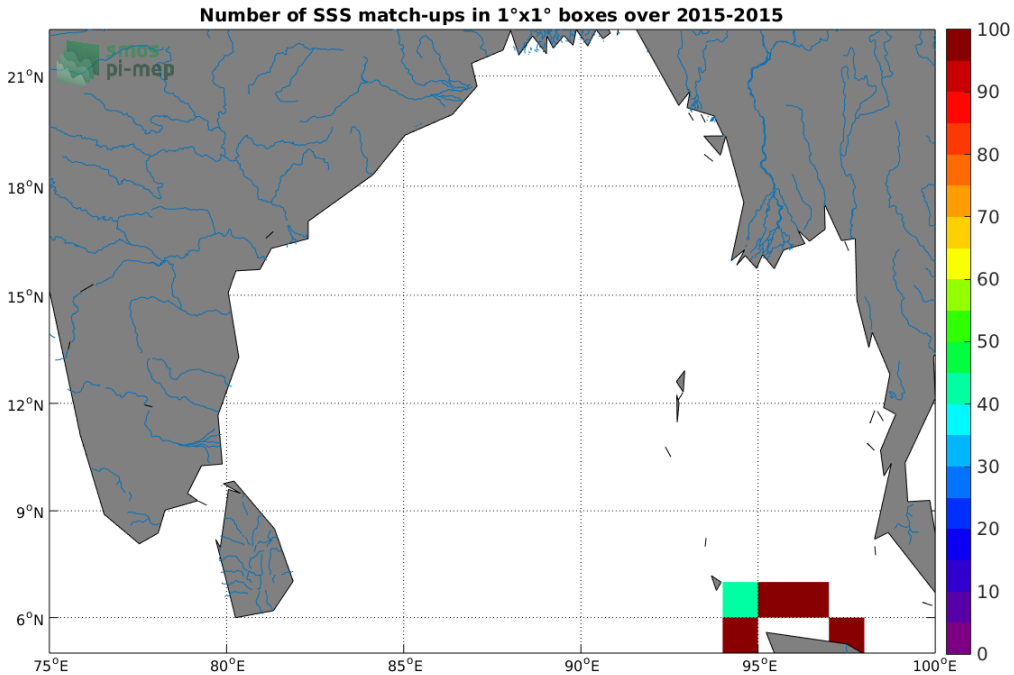 Number of SSS match-ups in 1°x1° boxes over 2015-2015
smos
pi-mep
21°N
18°N
15°N
12°N
9°N
6°N
75°E
80°E
85°E
90°E
95°E
100°E
100
90
80
70
60
50
40
30
20
10
0